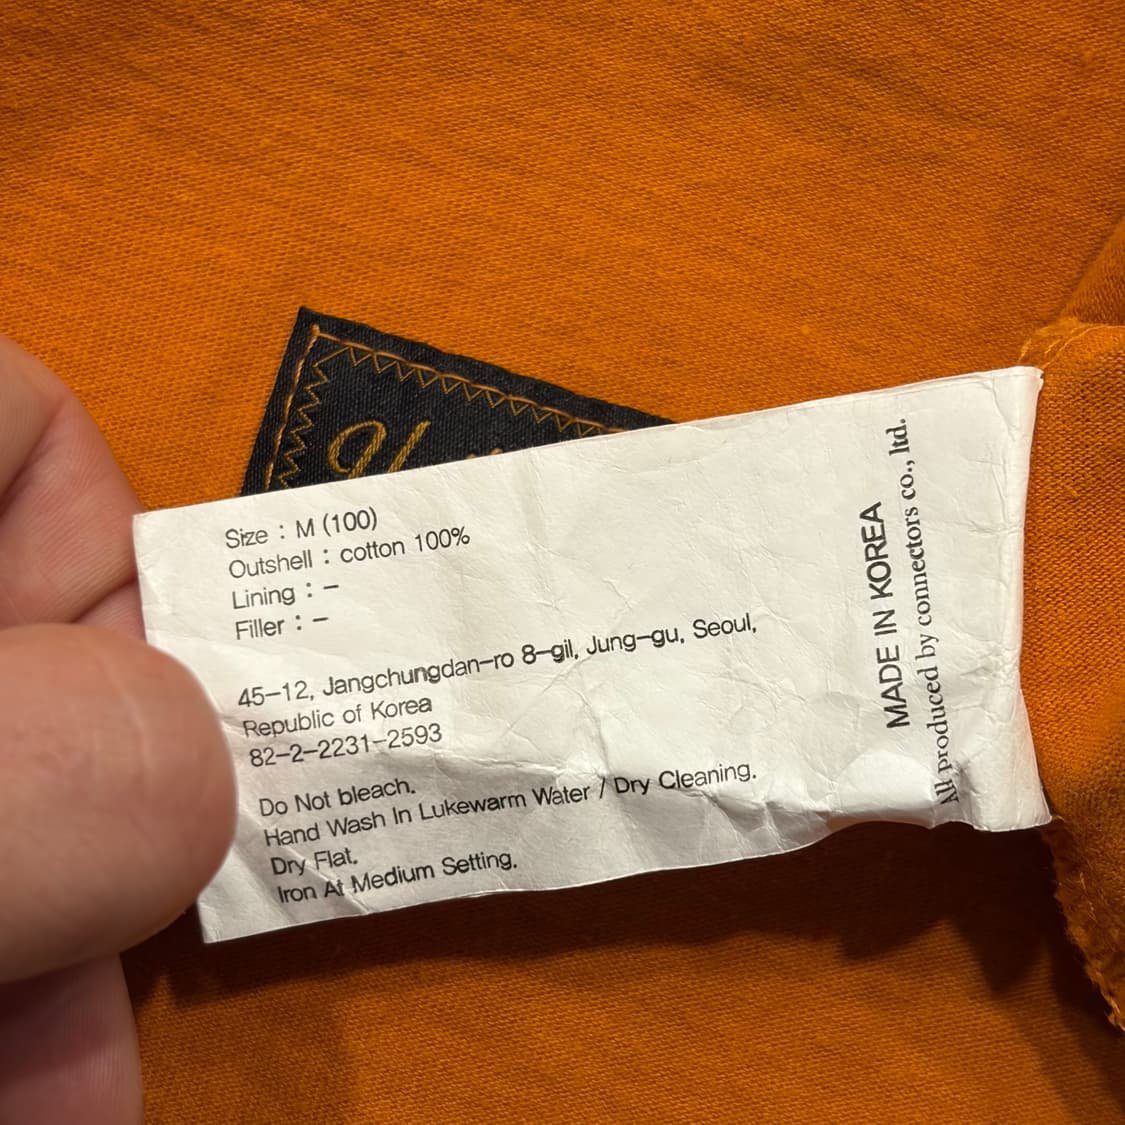 Size : M (100)
Outshell : cotton 100%
Lining : –
Filler : –
45–12, Jangchungdan–ro 8–gil, Jung–gu, Seoul,
Republic of Korea
82–2–2231–2593
Do Not bleach.
Hand Wash In Lukewarm Water / Dry Cleaning.
Dry Flat.
Iron At Medium Setting.
MADE IN KOREA
All produced by connectors co., ltd.